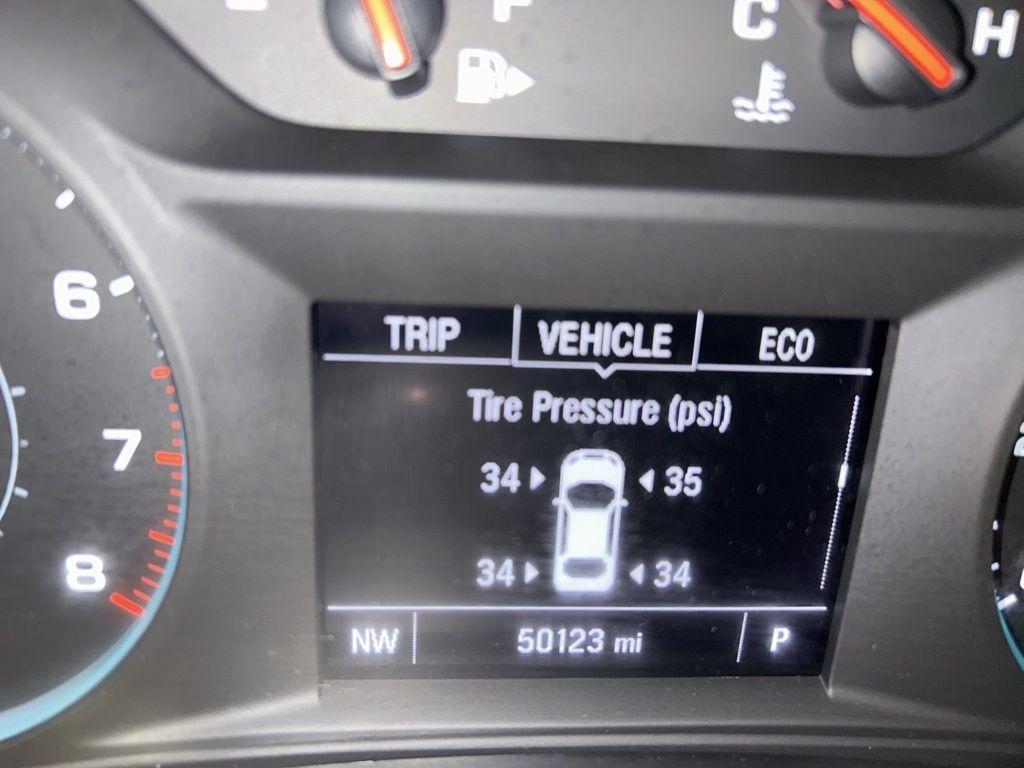 F
C
H
6
7
8
TRIP VEHICLE ECO
Tire Pressure (psi)
34 35
34 34
NW 50123 mi P